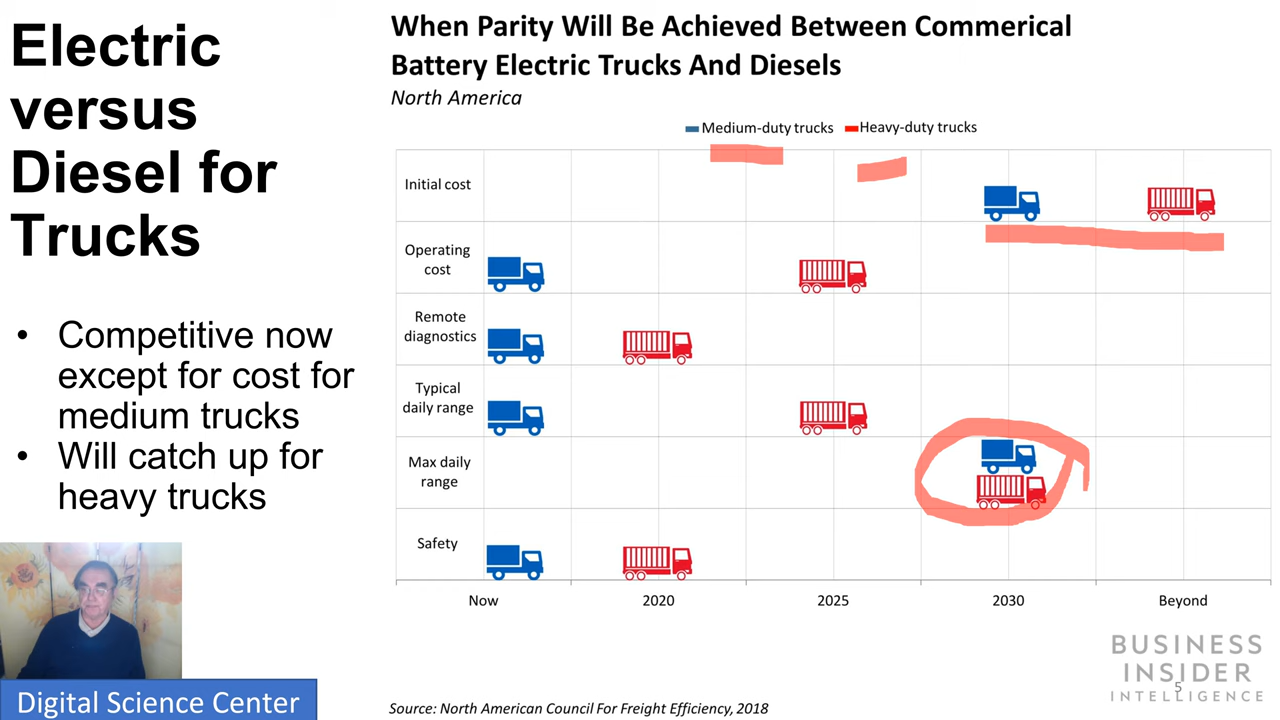 Electric
versus
Diesel for
Trucks
• Competitive now
except for cost for
medium trucks
• Will catch up for
heavy trucks
Digital Science Center
When Parity Will Be Achieved Between Commerical
Battery Electric Trucks And Diesels
North America
Medium-duty trucks Heavy-duty trucks
Initial cost
Operating
cost
Remote
diagnostics
Typical
daily range
Max daily
range
Safety
Now 2020 2025 2030 Beyond
BUSINESS
INSIDER
INTELLIGENCE
5
Source: North American Council For Freight Efficiency, 2018